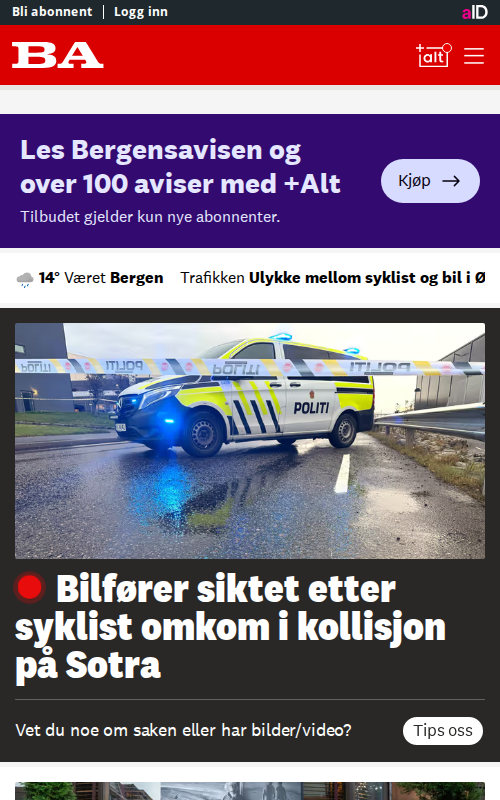 Bli abonnent | Logg inn
aID
BA
+alt
Les Bergensavisen og
over 100 aviser med +Alt
Tilbudet gjelder kun nye abonnenter.
Kjøp
14° Været Bergen Trafikken Ulykke mellom syklist og bil i Ø
POLITI POLITI POLITI
POLITI
Bilfører siktet etter
syklist omkom i kollisjon
på Sotra
Vet du noe om saken eller har bilder/video?
Tips oss